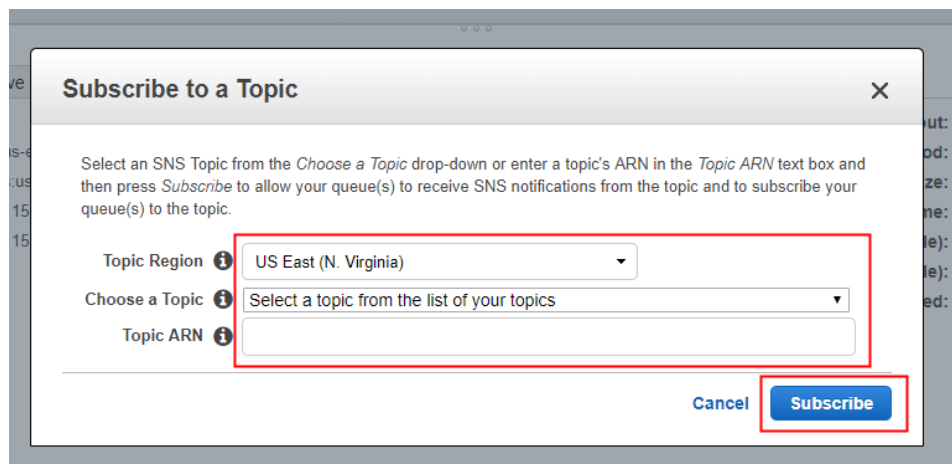 Subscribe to a Topic
Select an SNS Topic from the Choose a Topic drop-down or enter a topic's ARN in the Topic ARN text box and
then press Subscribe to allow your queue(s) to receive SNS notifications from the topic and to subscribe your
queue(s) to the topic.
Topic Region US East (N. Virginia)
Choose a Topic Select a topic from the list of your topics
Topic ARN
Cancel Subscribe